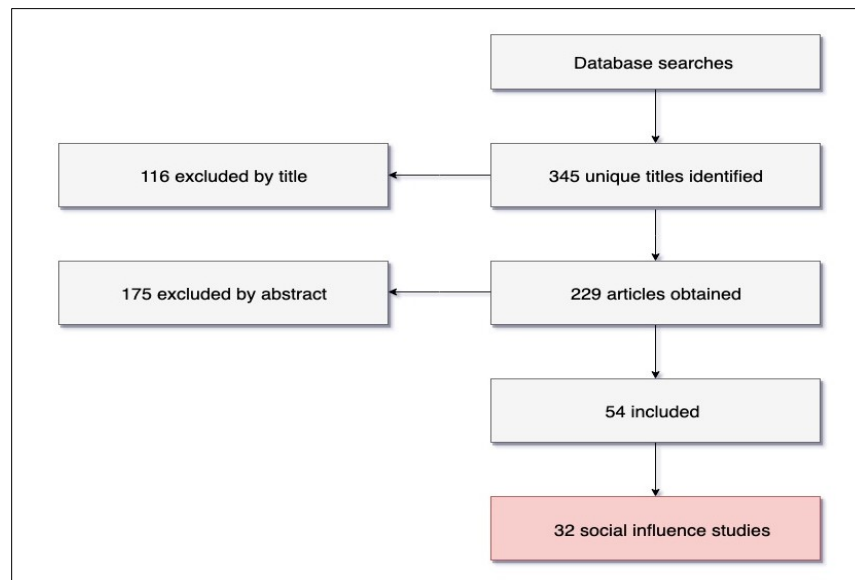 Database searches
116 excluded by title
345 unique titles identified
175 excluded by abstract
229 articles obtained
54 included
32 social influence studies